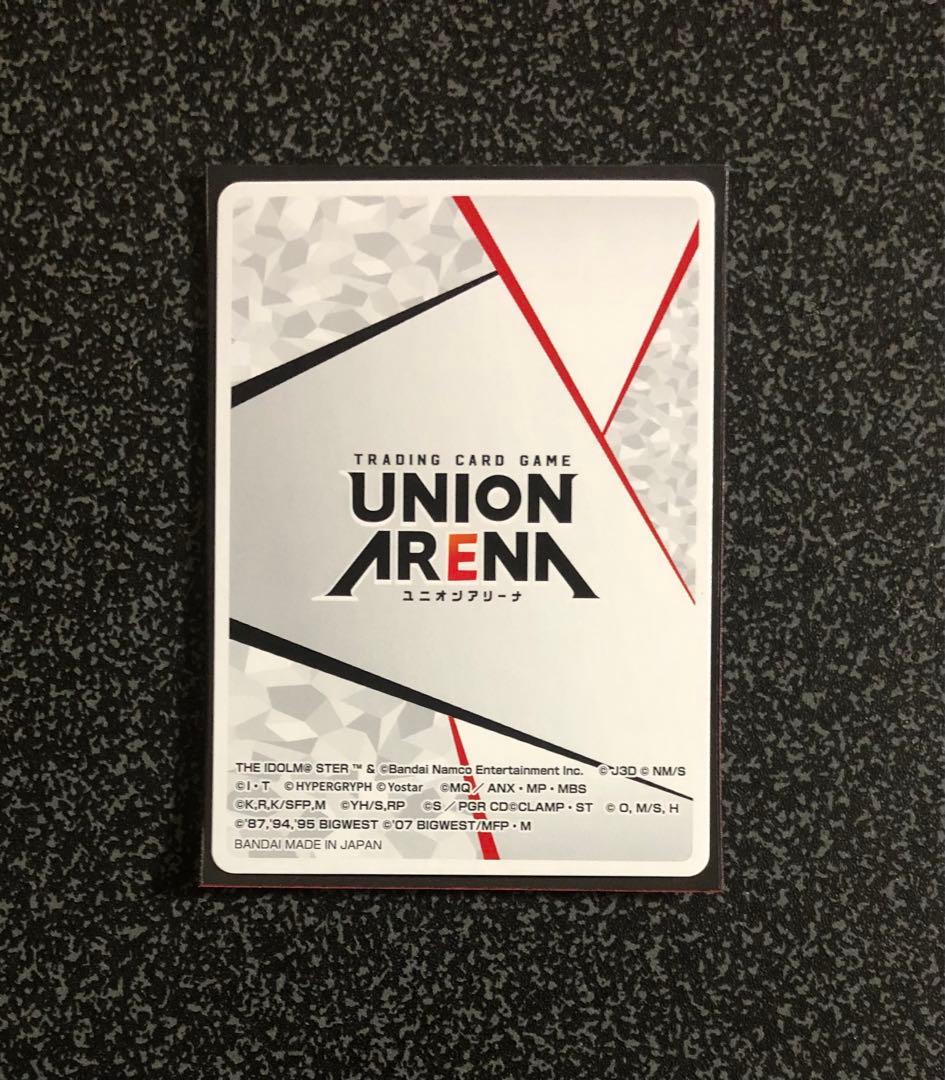 TRADING CARD GAME
UNION
ARENA
ユニオンアリーナ
THE IDOLM@ STER ™ & ©Bandai Namco Entertainment Inc. © J3D © NM/S
©I・T © HYPERGRYPH © Yostar ©MQ／ANX・MP・MBS
©K,R,K/SFP,M ©YH/S,RP ©S／PGR CD©CLAMP・ST © O, M/S, H
©'87,'94,'95 BIGWEST ©'07 BIGWEST/MFP・M
BANDAI MADE IN JAPAN